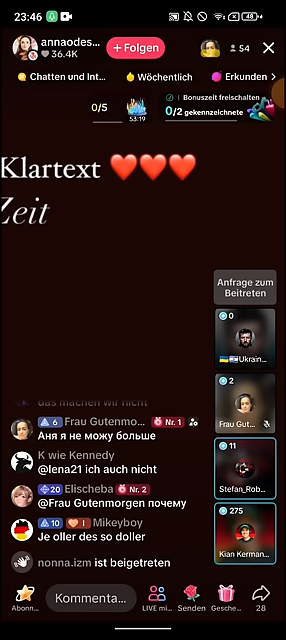 23:46
48
annaodes...
36.4K
+ Folgen
54
Chatten und Int...
Wöchentlich
Erkunden
0/5
53:19
Bonuszeit freischalten
0/2 gekennzeichnete
Klartext ❤️❤️❤️
Zeit
Anfrage zum
Beitreten
0
🇺🇦🇮🇱Ukrain...
2
Frau Gut...
11
Stefan_Rob...
275
Kian Kerman...
das machen wir nicht
6 Frau Gutenmo... Nr. 1
Аня я не можу больше
K wie Kennedy
@lena21 ich auch nicht
20 Elischeba Nr. 2
@Frau Gutenmorgen почему
10 I Mikeyboy
Je oller des so doller
nonna.izm ist beigetreten
Abonn...
Kommenta...
LIVE mi...
Senden
Gesche...
28